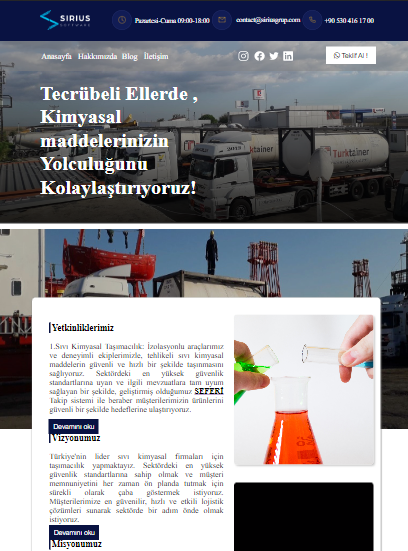 SIRIUS
SOFTWARE
Pazartesi-Cuma 09:00-18:00
contact@siriusgrup.com
+90 530 416 17 00
Anasayfa Hakkımızda Blog İletişim
Teklif Al !
Tecrübeli Ellerde ,
Kimyasal
maddelerinizin
Yolculuğunu
Kolaylaştırıyoruz!
Turktainer
Turktainer
Yetkinliklerimiz
1.Sıvı Kimyasal Taşımacılık: İzolasyonlu araçlarımız
ve deneyimli ekiplerimizle, tehlikeli sıvı kimyasal
maddelerin güvenli ve hızlı bir şekilde taşınmasını
sağlıyoruz. Sektördeki en yüksek güvenlik
standartlarına uyan ve ilgili mevzuatlara tam uyum
sağlayan bir şekilde, geliştirmiş olduğumuz SEFERİ
Takip sistemi ile beraber müşterilerimizin ürünlerini
güvenli bir şekilde hedeflerine ulaştırıyoruz.
Devamını oku
Vizyonumuz
Türkiye'nin lider sıvı kimyasal firmaları için
taşımacılık yapmaktayız. Sektördeki en yüksek
güvenlik standartlarına sahip olmak ve müşteri
memnuniyetini her zaman ön planda tutmak için
sürekli olarak çaba göstermek istiyoruz.
Müşterilerimize en güvenilir, hızlı ve etkili lojistik
çözümleri sunarak sektörde bir adım önde olmak
istiyoruz.
Devamını oku
Misyonumuz